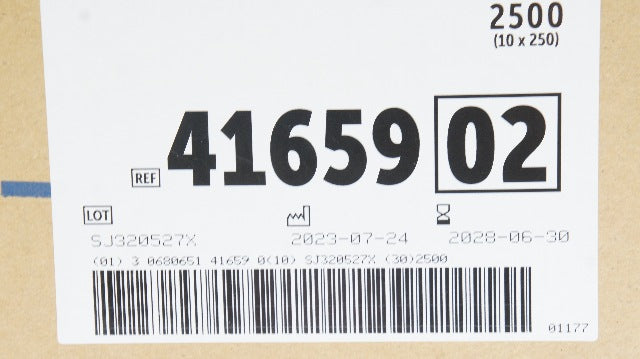 2500
(10 x 250)
REF 41659 02
LOT
SJ320527X 2023-07-24 2028-06-30
(01) 3 0680651 41659 0(10) SJ320527X (30)2500
01177